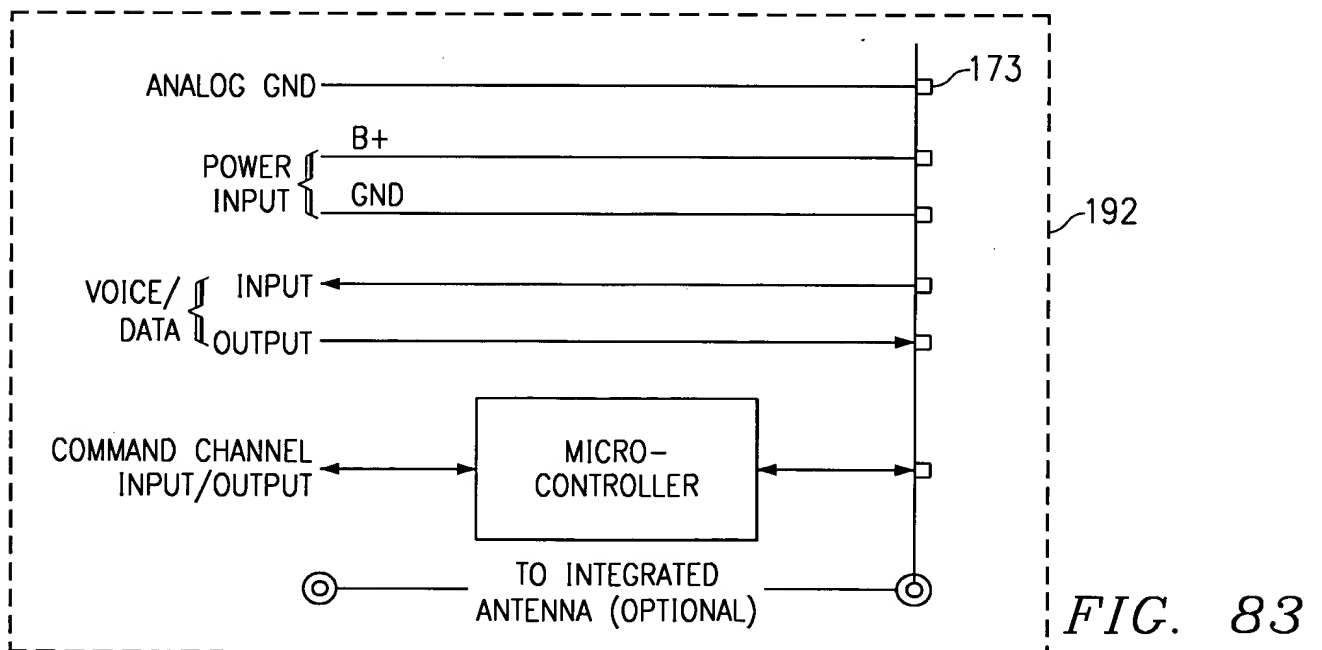 ANALOG GND
173
B+
POWER
INPUT
GND
192
VOICE/
DATA
INPUT
OUTPUT
COMMAND CHANNEL
INPUT/OUTPUT
MICRO-
CONTROLLER
TO INTEGRATED
ANTENNA (OPTIONAL)
FIG. 83